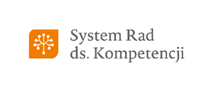 System Rad
ds. Kompetencji